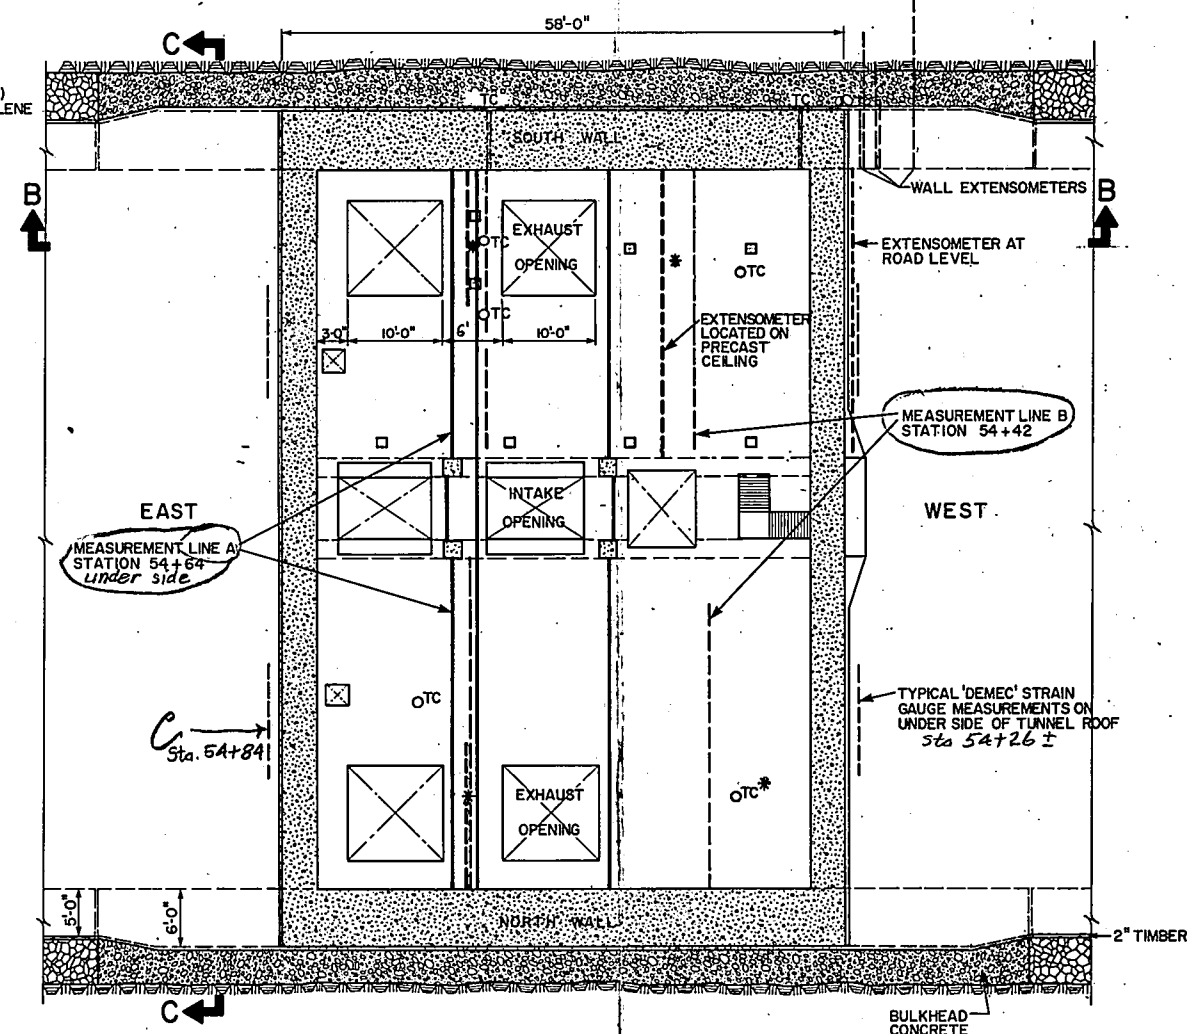 58'-0"
C
)
LENE
TC
TC
SOUTH WALL
WALL EXTENSOMETERS
B
B
EXHAUST
OPENING
TC
TC
TC
EXTENSOMETER AT
ROAD LEVEL
3-0"
10'-0"
6'
10'-0"
EXTENSOMETER
LOCATED ON
PRECAST
CEILING
MEASUREMENT LINE B
STATION 54+42
EAST
INTAKE
OPENING
WEST
MEASUREMENT LINE A
STATION 54+64
under side
TC
TYPICAL 'DEMEC' STRAIN
GAUGE MEASUREMENTS ON
UNDER SIDE OF TUNNEL ROOF
sta 54+26 ±
C
Sta. 54+84
EXHAUST
OPENING
TC
5'-0"
6'-0"
NORTH WALL
2" TIMBER
C
BULKHEAD
CONCRETE